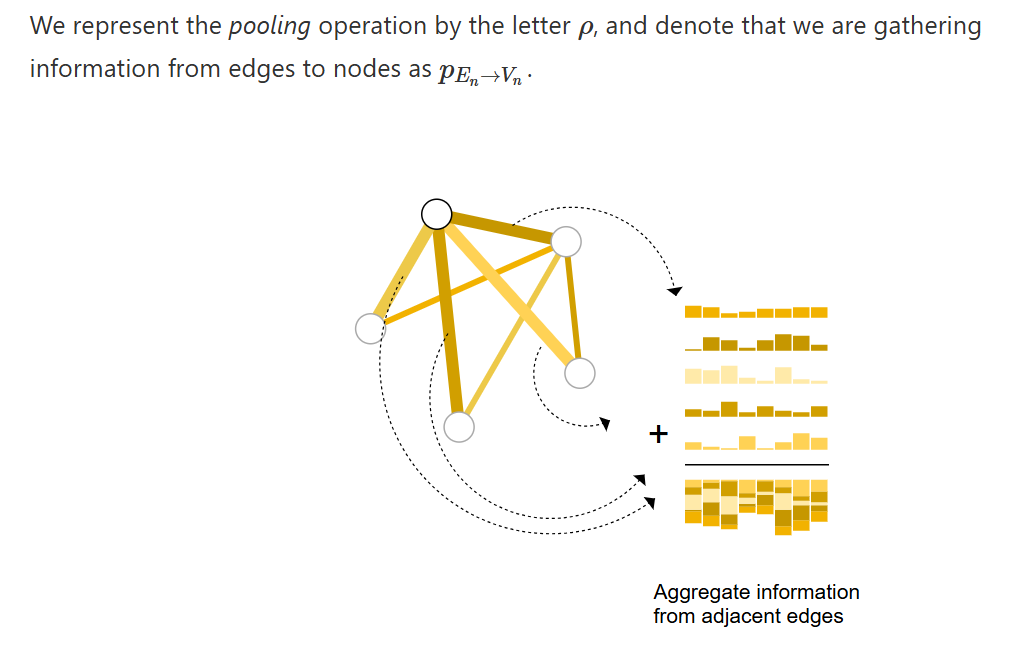 We represent the pooling operation by the letter ρ, and denote that we are gathering
information from edges to nodes as p_{E_n→V_n}.
+
Aggregate information
from adjacent edges